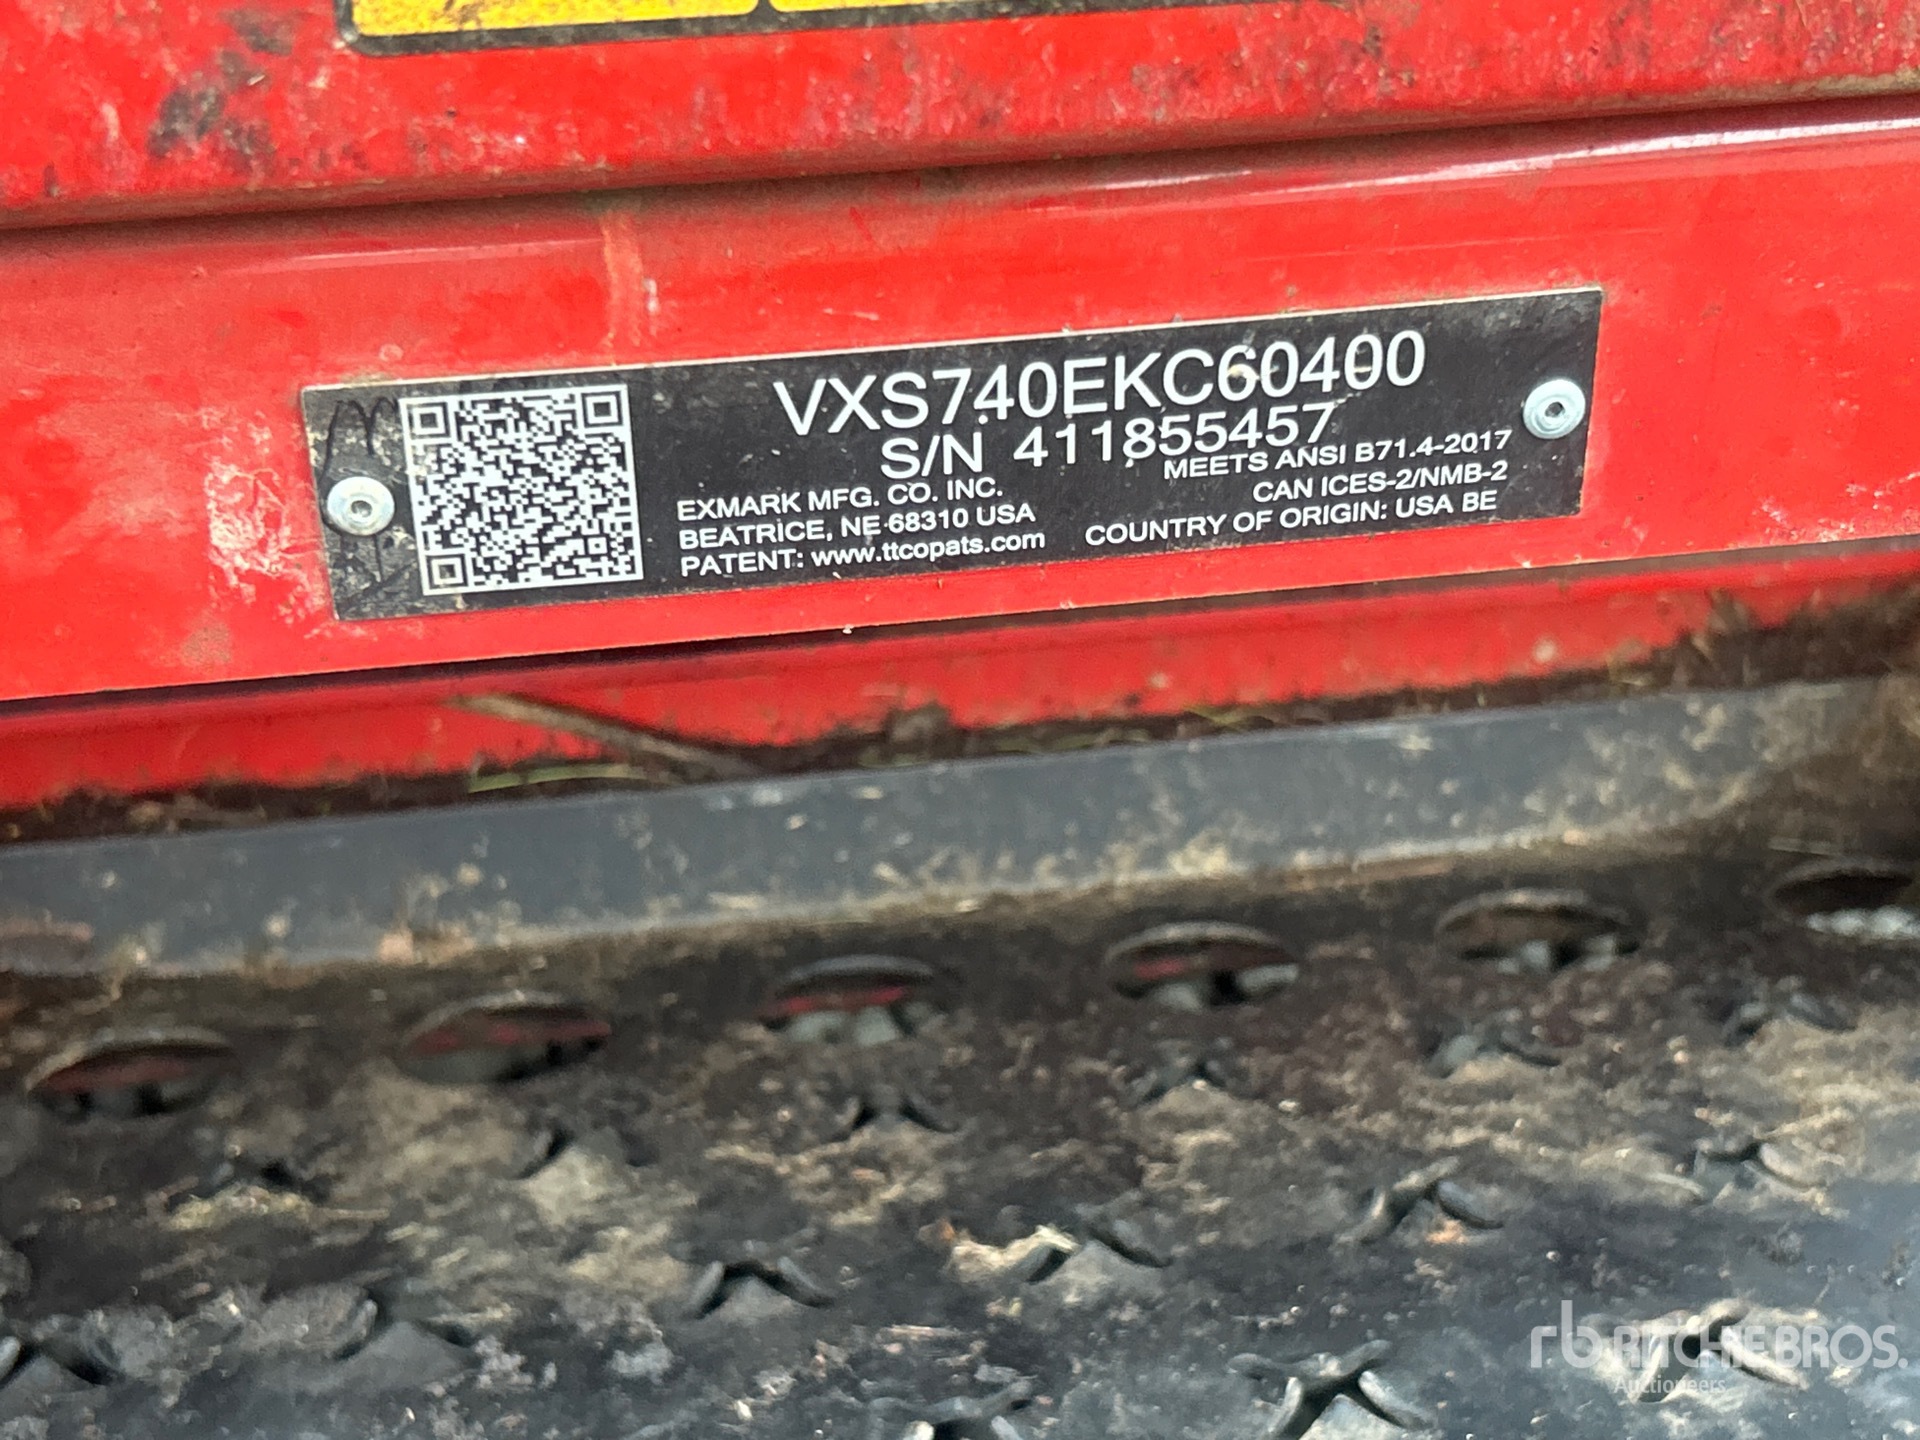 VXS740EKC60400
S/N 411855457
EXMARK MFG. CO. INC.
BEATRICE, NE 68310 USA
PATENT: www.ttcopats.com
MEETS ANSI B71.4-2017
CAN ICES-2/NMB-2
COUNTRY OF ORIGIN: USA BE
rb RITCHIE BROS.
Auctioneers